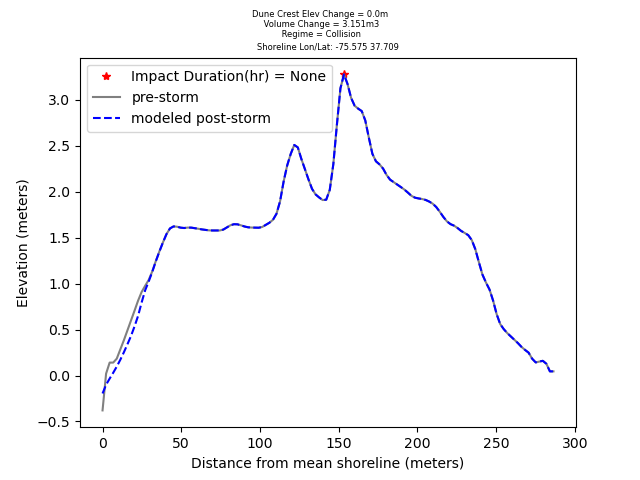 Dune Crest Elev Change = 0.0m
Volume Change = 3.151m3
Regime = Collision
Shoreline Lon/Lat: -75.575 37.709
Impact Duration(hr) = None
pre-storm
modeled post-storm
Elevation (meters)
3.0
2.5
2.0
1.5
1.0
0.5
0.0
−0.5
0 50 100 150 200 250 300
Distance from mean shoreline (meters)